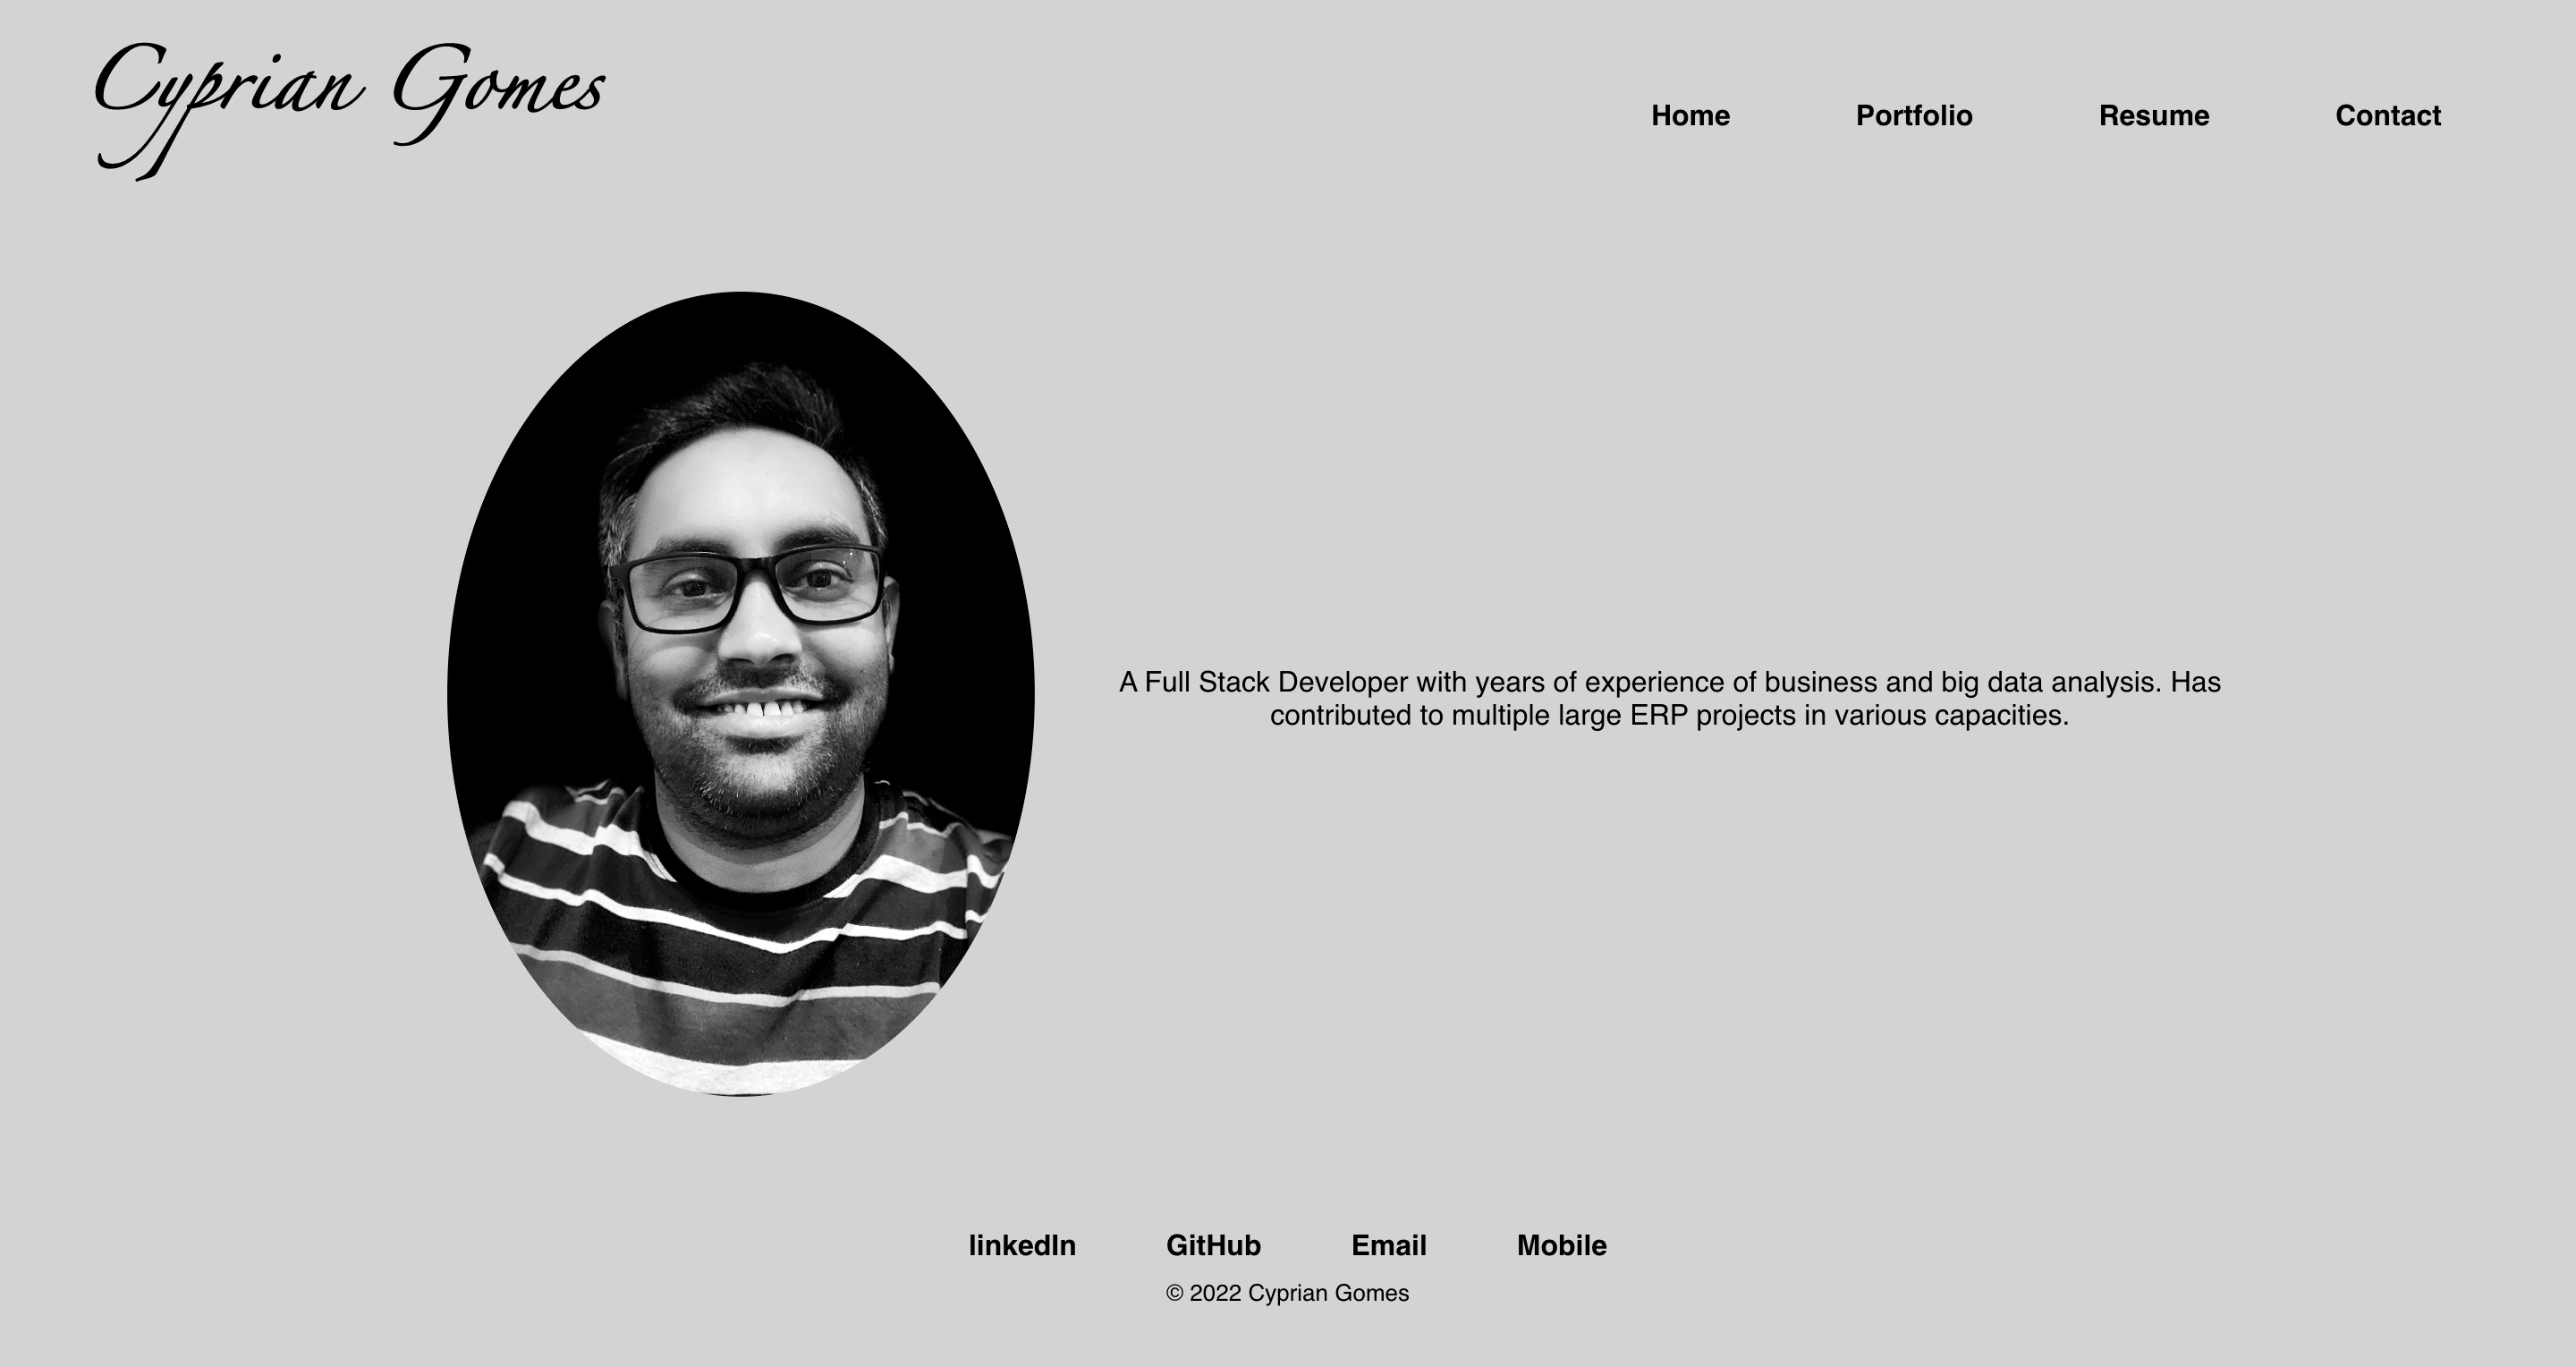 Cyprian Gomes
Home Portfolio Resume Contact
A Full Stack Developer with years of experience of business and big data analysis. Has
contributed to multiple large ERP projects in various capacities.
linkedIn GitHub Email Mobile
© 2022 Cyprian Gomes